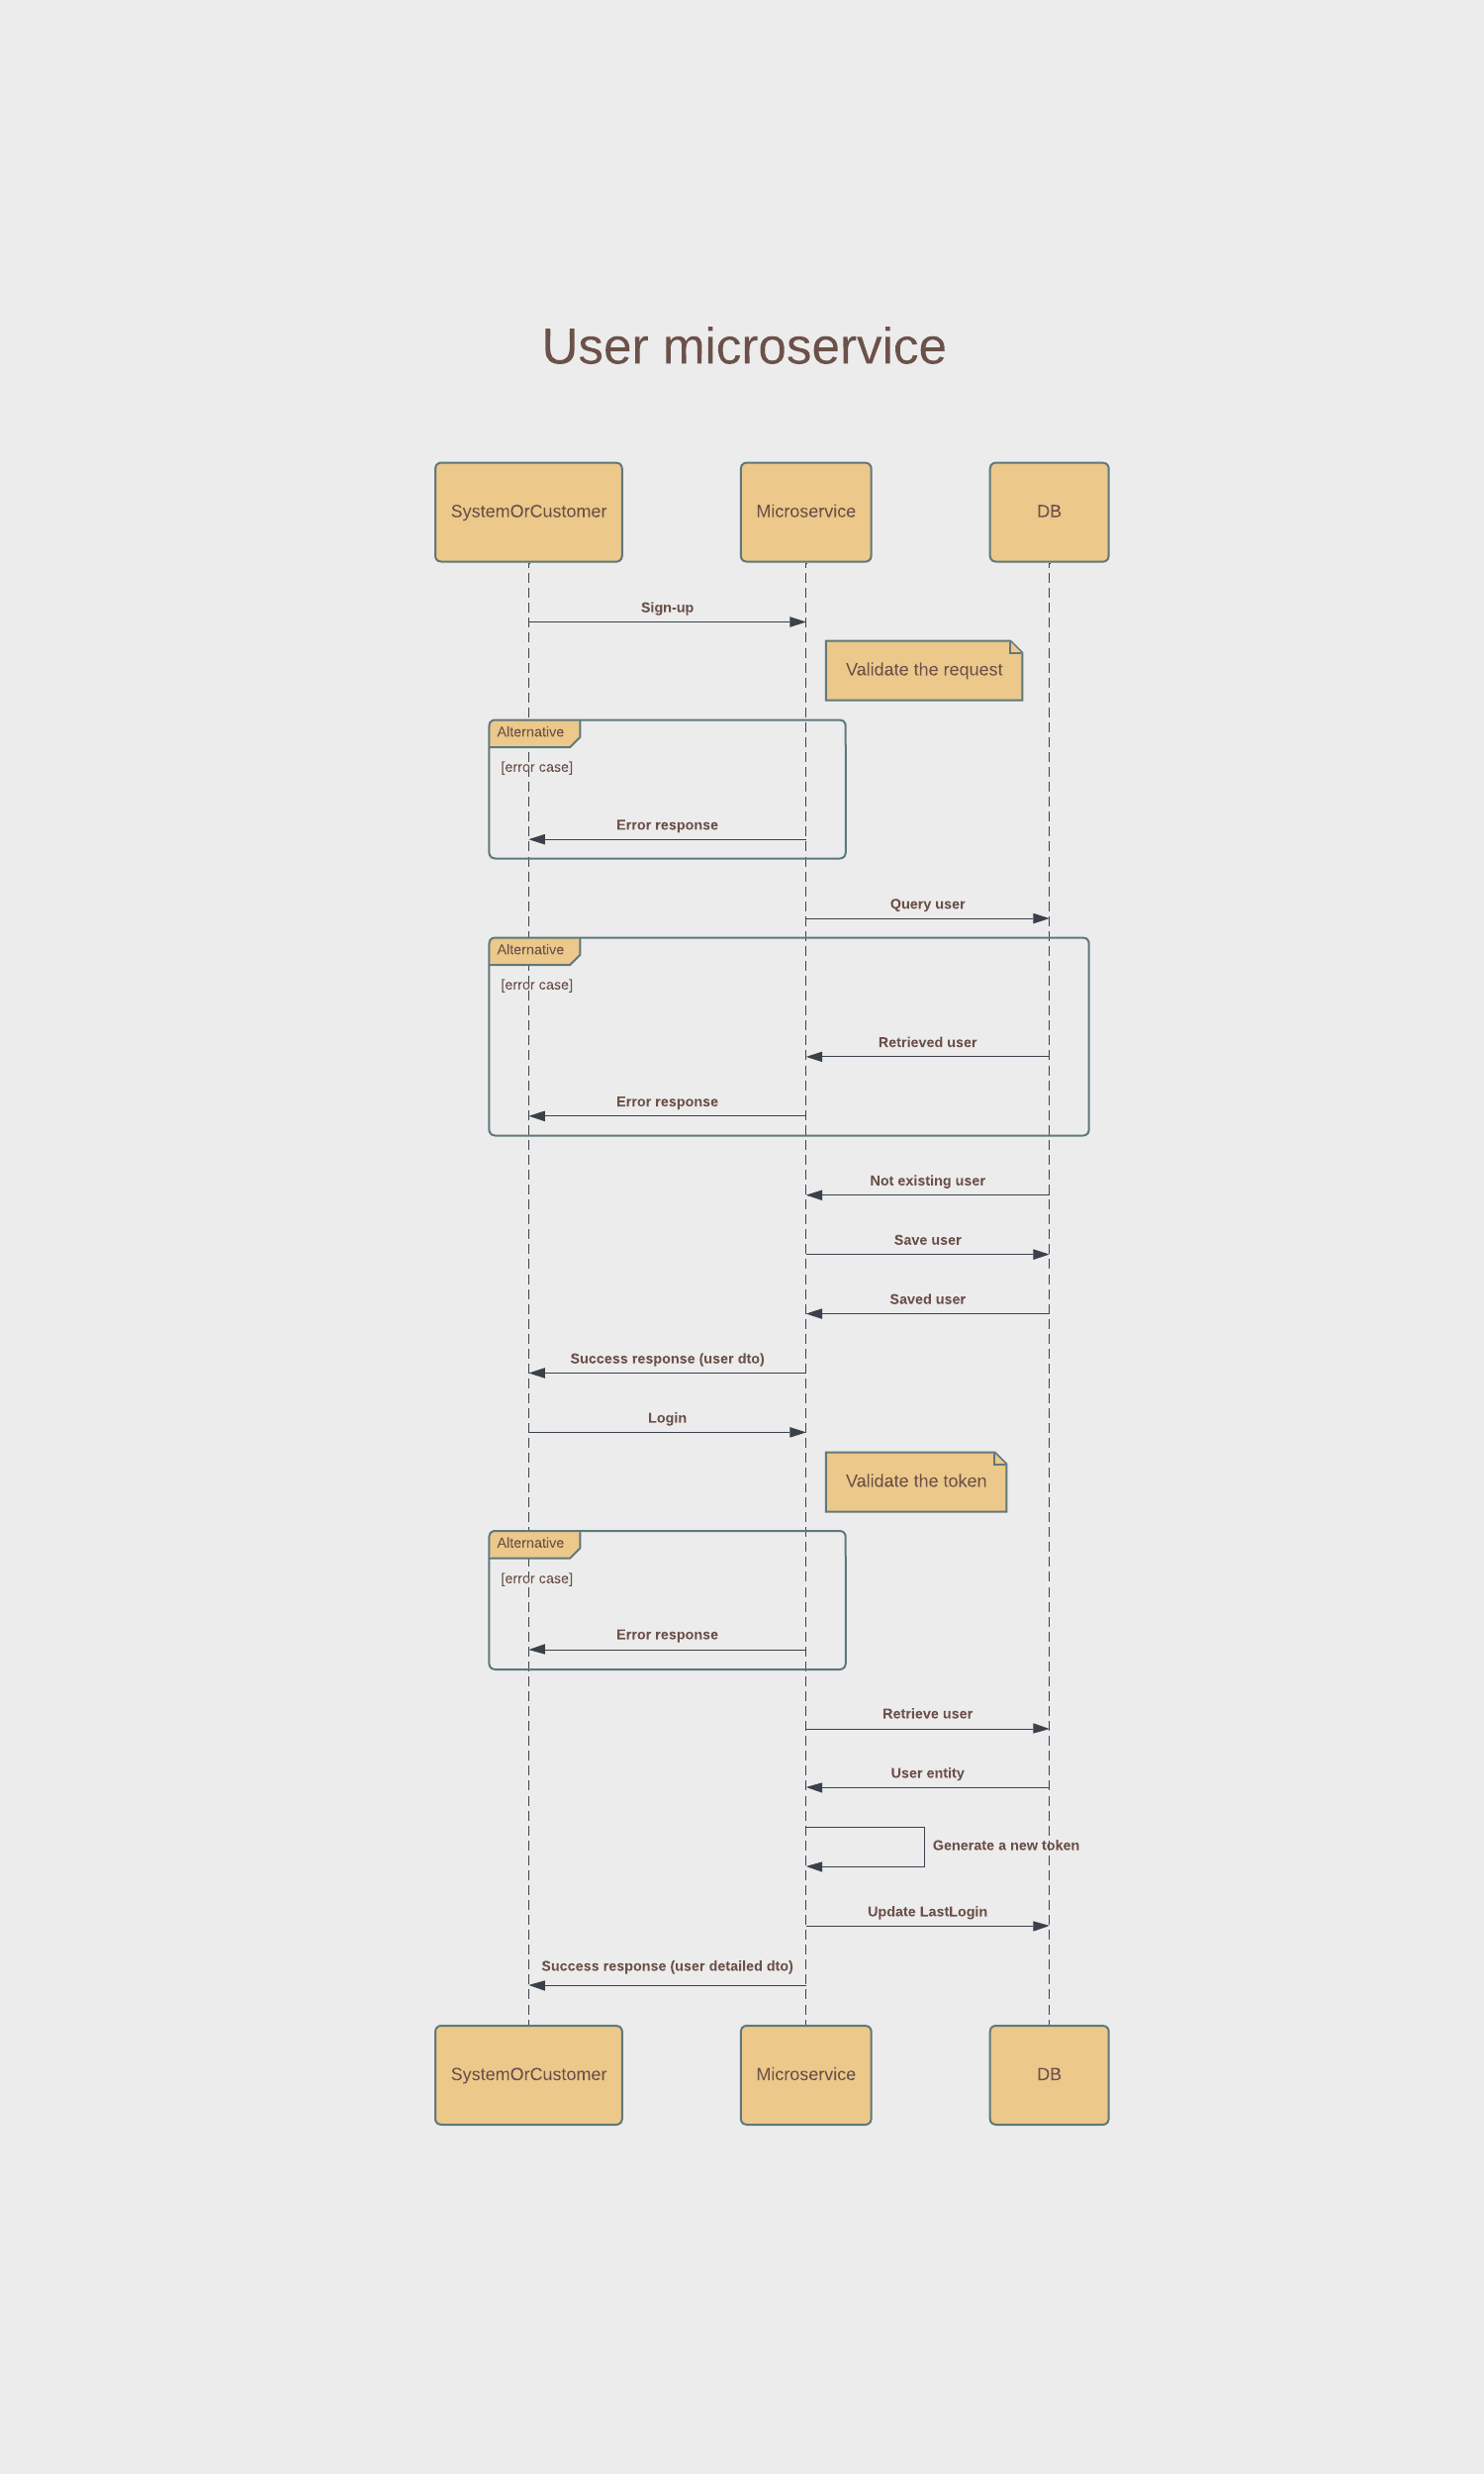 User microservice
SystemOrCustomer
Microservice
DB
Sign-up
Validate the request
Alternative
[error case]
Error response
Query user
Alternative
[error case]
Retrieved user
Error response
Not existing user
Save user
Saved user
Success response (user dto)
Login
Validate the token
Alternative
[error case]
Error response
Retrieve user
User entity
Generate a new token
Update LastLogin
Success response (user detailed dto)
SystemOrCustomer
Microservice
DB